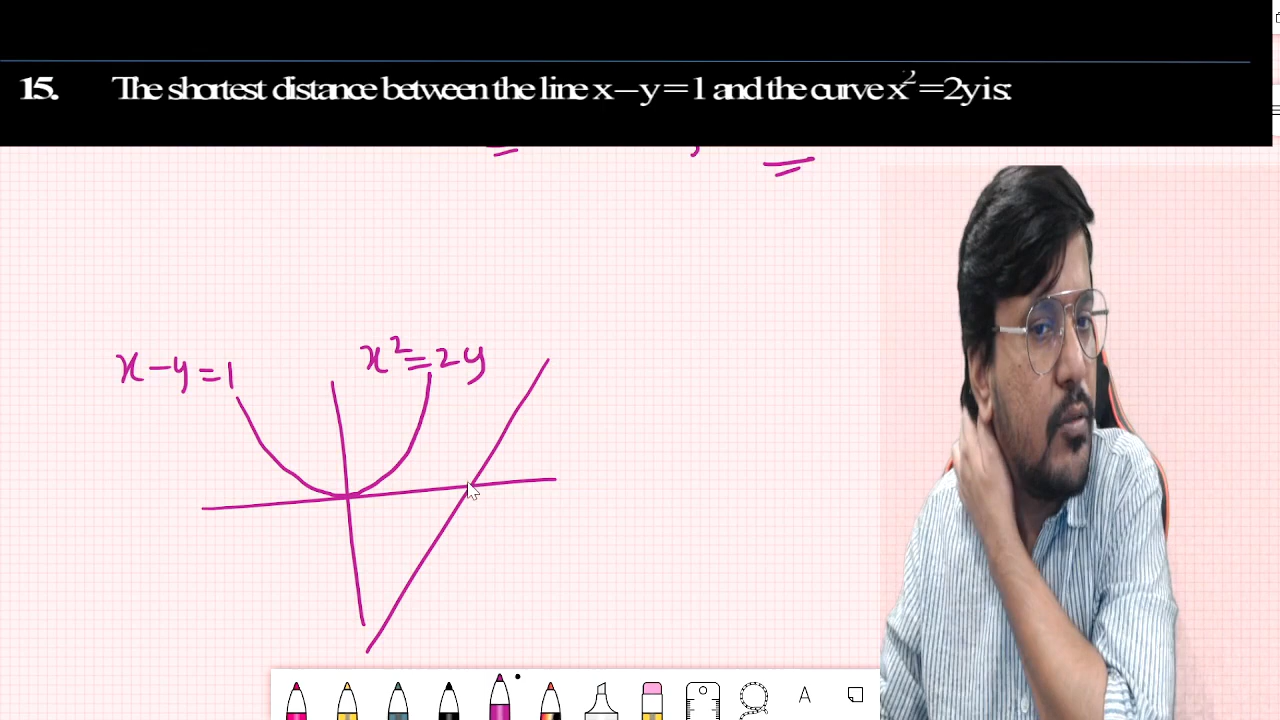 15. The shortest distance between the line x – y = 1 and the curve x² = 2y is:
x – y = 1
x² = 2y
A